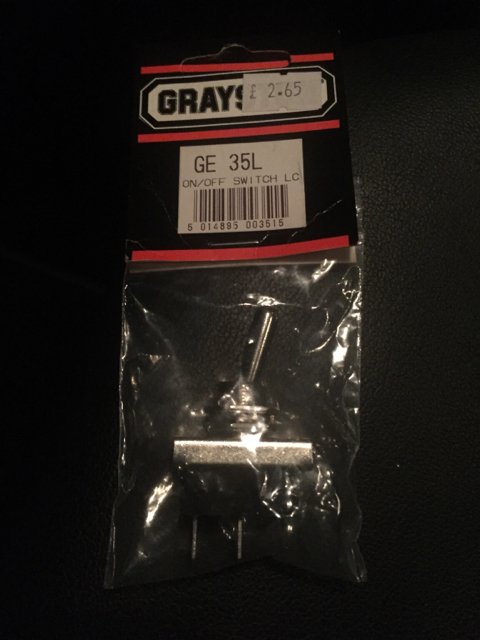 GRAYS
£ 2.65
GE 35L
ON/OFF SWITCH LC
5 014895 003515